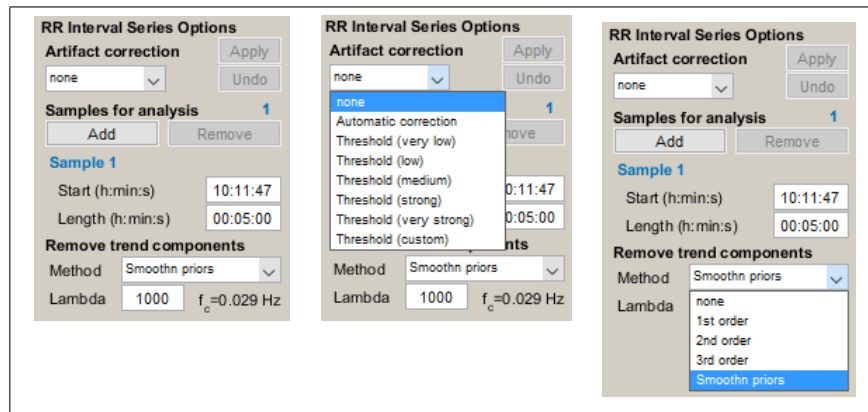 RR Interval Series Options
Artifact correction Apply
none Undo
Samples for analysis 1
Add Remove
Sample 1
Start (h:min:s) 10:11:47
Length (h:min:s) 00:05:00
Remove trend components
Method Smoothn priors
Lambda 1000 fc=0.029 Hz
RR Interval Series Options
Artifact correction Apply
none Undo
none
1
Automatic correction
Threshold (very low) move
Threshold (low)
Threshold (medium)
Threshold (strong) 0:11:47
Threshold (very strong) 0:05:00
Threshold (custom) nts
Method Smoothn priors
Lambda 1000 fc=0.029 Hz
RR Interval Series Options
Artifact correction Apply
none Undo
Samples for analysis 1
Add Remove
Sample 1
Start (h:min:s) 10:11:47
Length (h:min:s) 00:05:00
Remove trend components
Method Smoothn priors
Lambda none
1st order
2nd order
3rd order
Smoothn priors